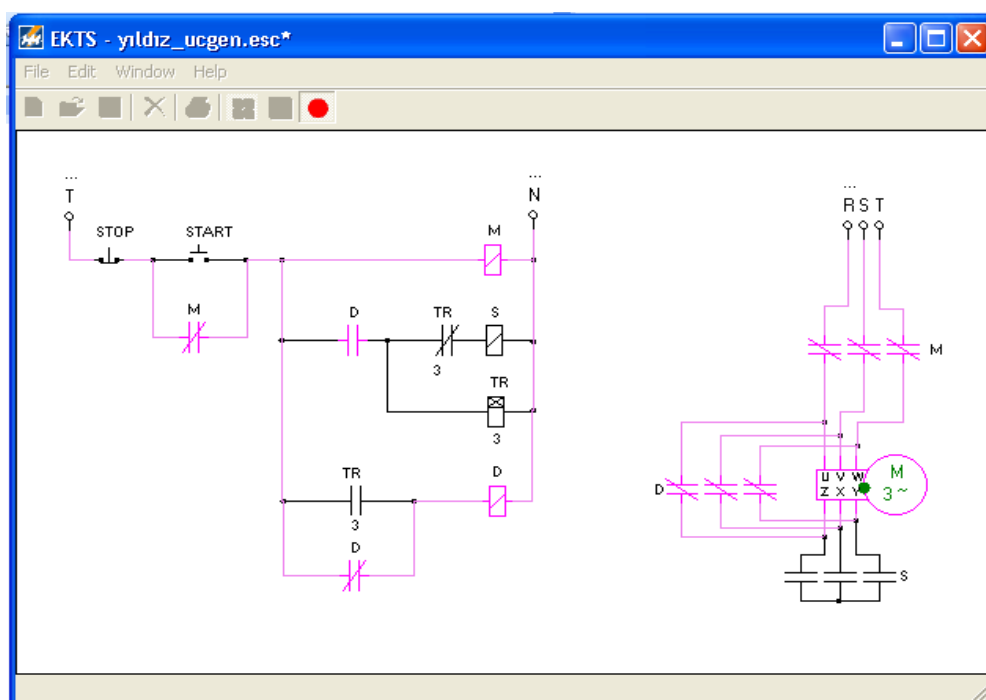 EKTS - yıldız_ucgen.esc*
File Edit Window Help
... ... ...
T N R S T
STOP START M
M
D TR S
3
M
TR
3
TR D
3
D
U V W
Z X Y
M
3 ~
D
S